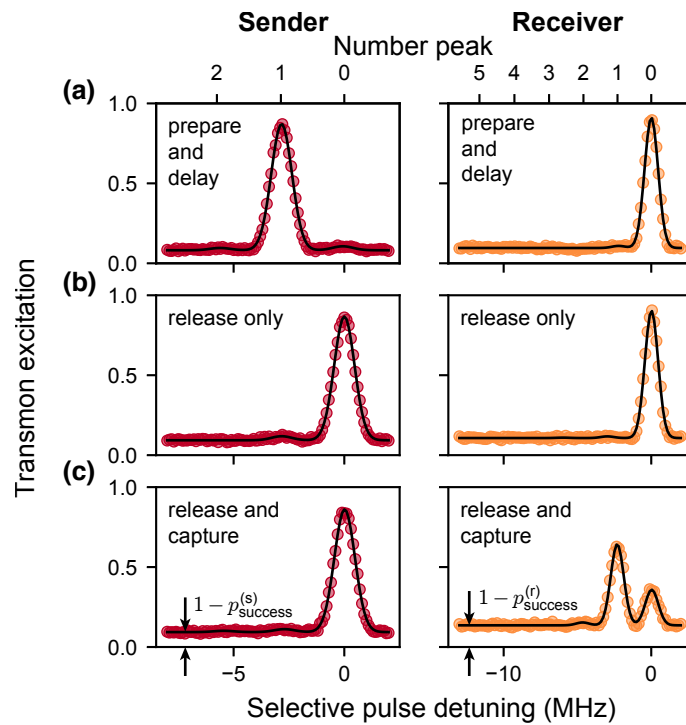 Sender
Receiver
Number peak
2 1 0
5 4 3 2 1 0
(a)
1.0
0.5
0.0
prepare
and
delay
prepare
and
delay
(b)
1.0
0.5
0.0
release only
release only
(c)
1.0
0.5
0.0
release and
capture
1 − p_success^(s)
release and
capture
1 − p_success^(r)
−5 0
−10 0
Transmon excitation
Selective pulse detuning (MHz)